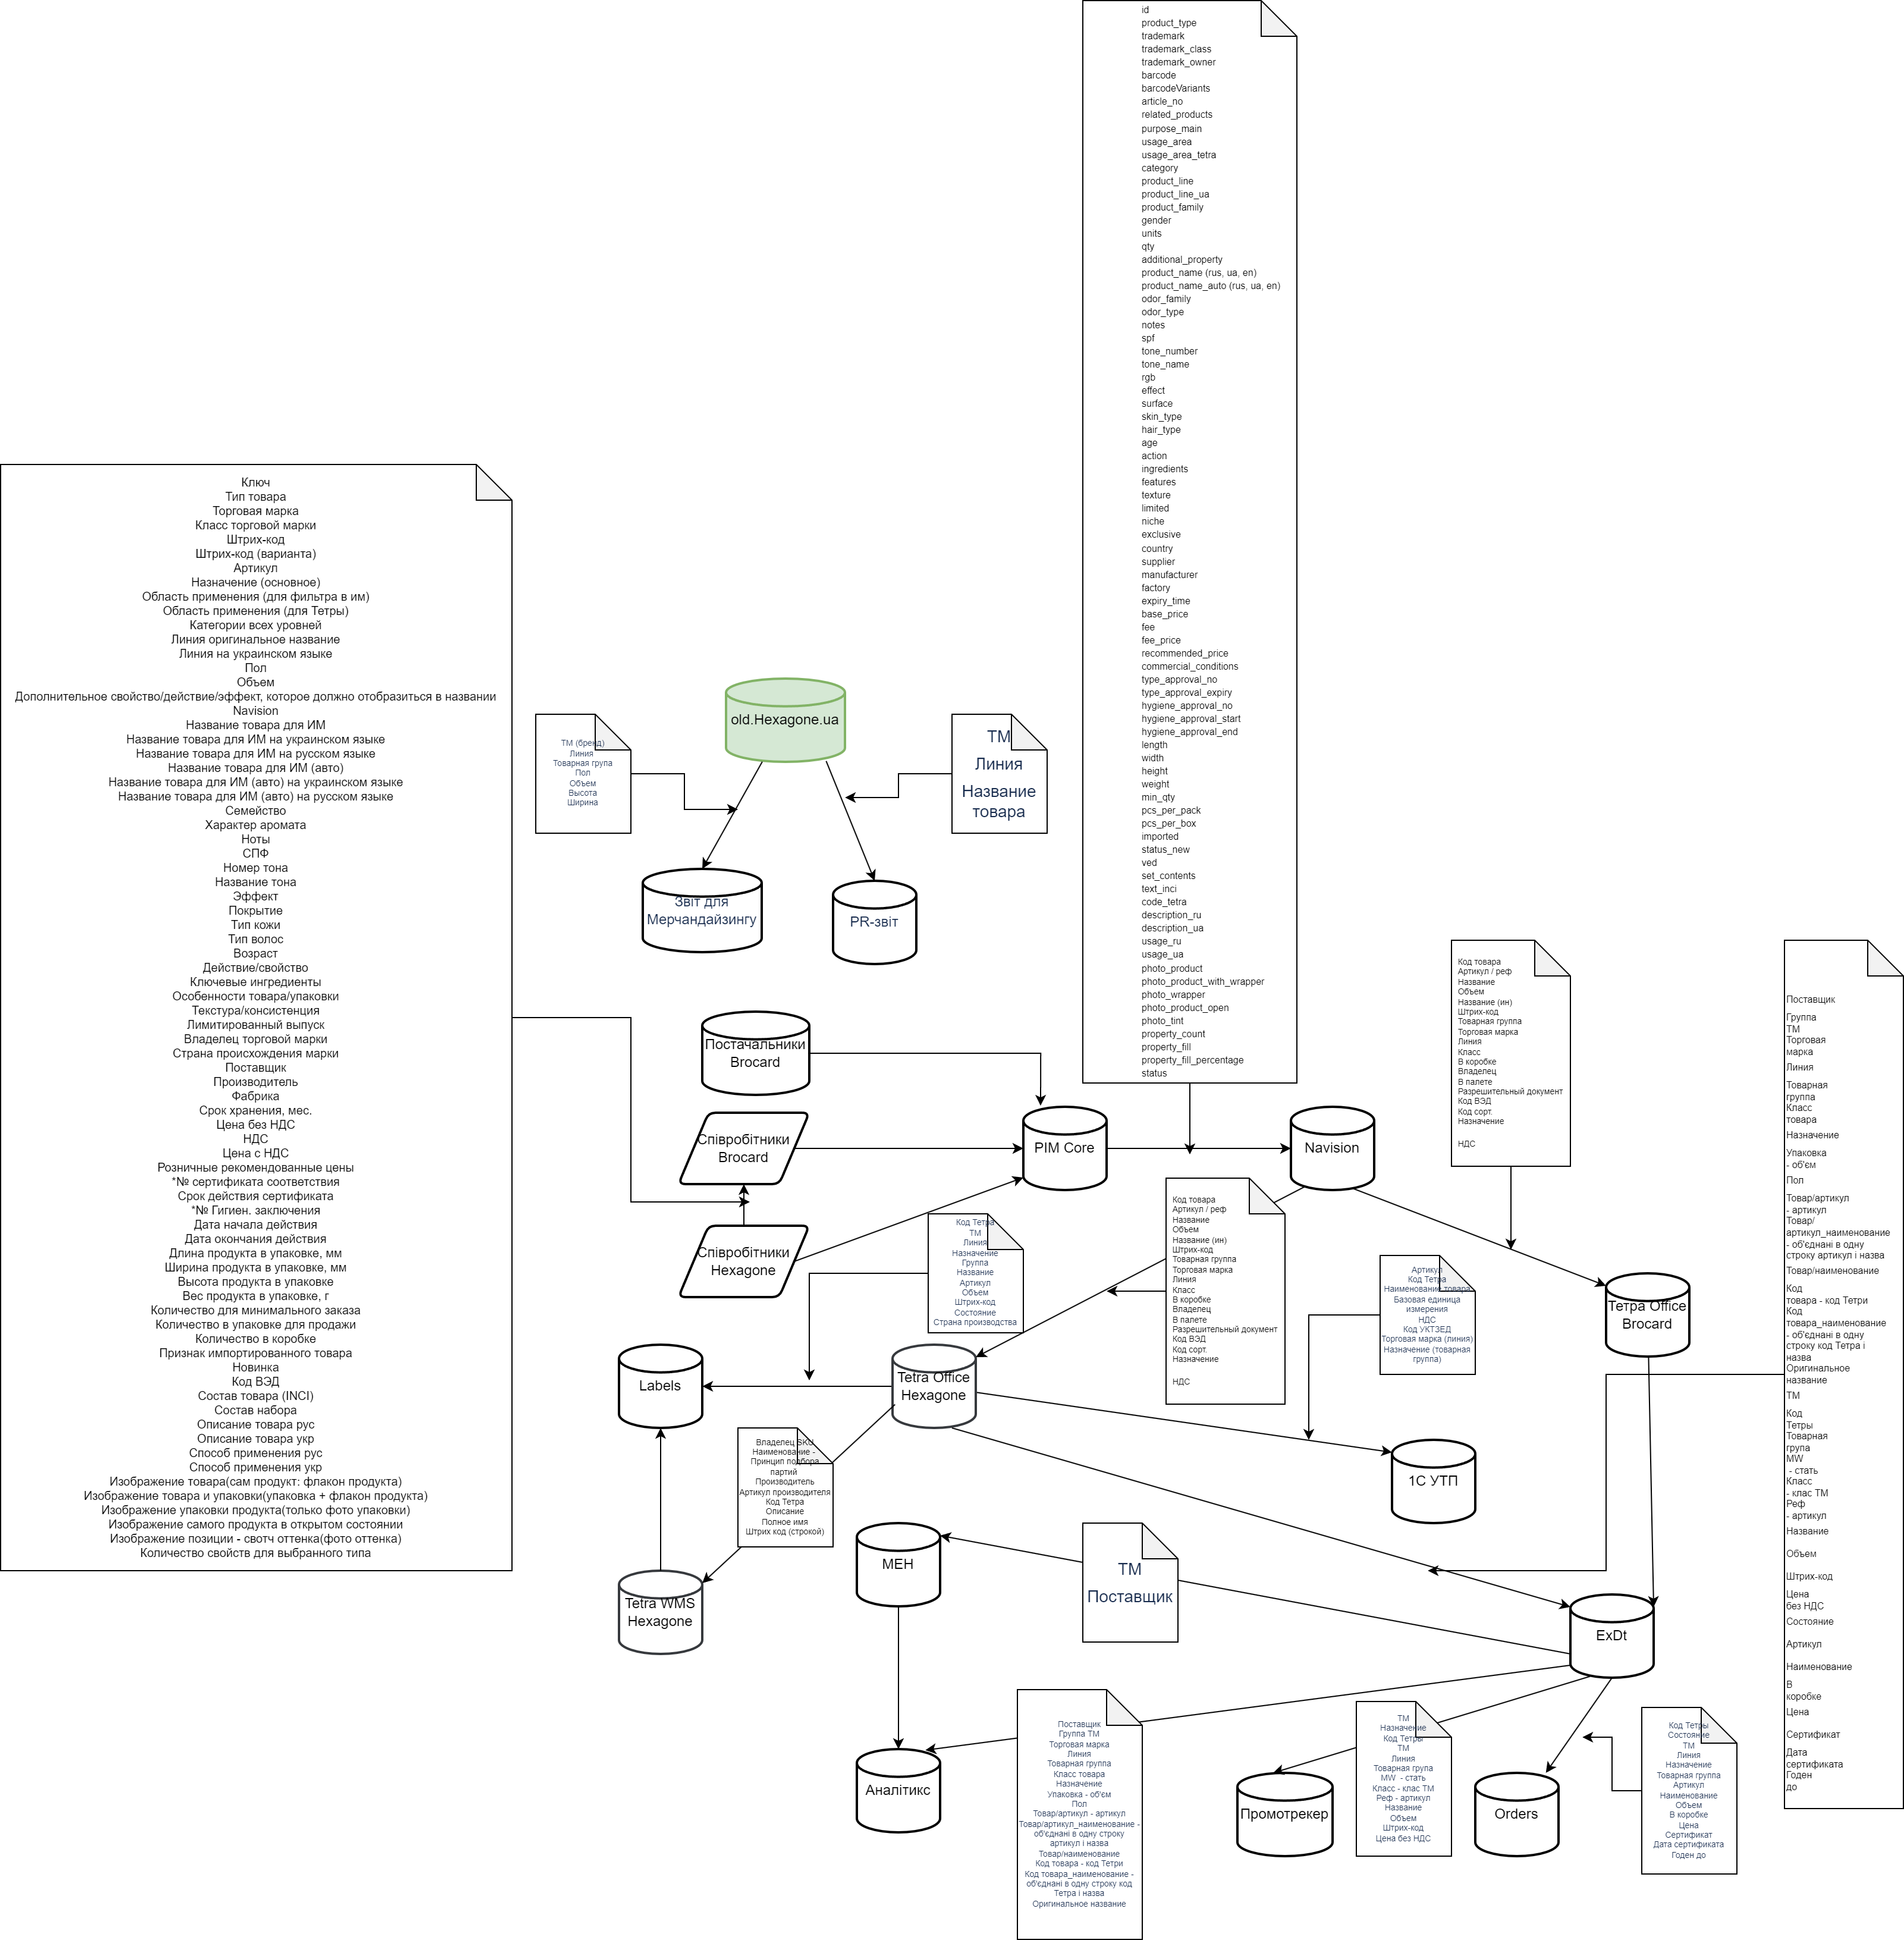 id
product_type
trademark
trademark_class
trademark_owner
barcode
barcodeVariants
article_no
related_products
purpose_main
usage_area
usage_area_tetra
category
product_line
product_line_ua
product_family
gender
units
qty
additional_property
product_name (rus, ua, en)
product_name_auto (rus, ua, en)
odor_family
odor_type
notes
spf
tone_number
tone_name
rgb
effect
surface
skin_type
hair_type
age
action
ingredients
features
texture
limited
niche
exclusive
country
supplier
manufacturer
factory
expiry_time
base_price
fee
fee_price
recommended_price
commercial_conditions
type_approval_no
type_approval_expiry
hygiene_approval_no
hygiene_approval_start
hygiene_approval_end
length
width
height
weight
min_qty
pcs_per_pack
pcs_per_box
imported
status_new
ved
set_contents
text_inci
code_tetra
description_ru
description_ua
usage_ru
usage_ua
photo_product
photo_product_with_wrapper
photo_wrapper
photo_product_open
photo_tint
property_count
property_fill
property_fill_percentage
status
Ключ
Тип товара
Торговая марка
Класс торговой марки
Штрих-код
Штрих-код (варианта)
Артикул
Назначение (основное)
Область применения (для фильтра в им)
Область применения (для Тетры)
Категории всех уровней
Линия оригинальное название
Линия на украинском языке
Пол
Объем
Дополнительное свойство/действие/эффект, которое должно отобразиться в названии
Navision
Название товара для ИМ
Название товара для ИМ на украинском языке
Название товара для ИМ на русском языке
Название товара для ИМ (авто)
Название товара для ИМ (авто) на украинском языке
Название товара для ИМ (авто) на русском языке
Семейство
Характер аромата
Ноты
СПФ
Номер тона
Название тона
Эффект
Покрытие
Тип кожи
Тип волос
Возраст
Действие/свойство
Ключевые ингредиенты
Особенности товара/упаковки
Текстура/консистенция
Лимитированный выпуск
Владелец торговой марки
Страна происхождения марки
Поставщик
Производитель
Фабрика
Срок хранения, мес.
Цена без НДС
НДС
Цена с НДС
Розничные рекомендованные цены
*№ сертификата соответствия
Срок действия сертификата
*№ Гигиен. заключения
Дата начала действия
Дата окончания действия
Длина продукта в упаковке, мм
Ширина продукта в упаковке, мм
Высота продукта в упаковке
Вес продукта в упаковке, г
Количество для минимального заказа
Количество в упаковке для продажи
Количество в коробке
Признак импортированного товара
Новинка
Код ВЭД
Состав товара (INCI)
Состав набора
Описание товара рус
Описание товара укр
Способ применения рус
Способ применения укр
Изображение товара(сам продукт: флакон продукта)
Изображение товара и упаковки(упаковка + флакон продукта)
Изображение упаковки продукта(только фото упаковки)
Изображение самого продукта в открытом состоянии
Изображение позиции - свотч оттенка(фото оттенка)
Количество свойств для выбранного типа
old.Hexagone.ua
ТМ (бренд)
Линия
Товарная група
Пол
Объем
Высота
Ширина
ТМ
Линия
Название
товара
Звіт для
Мерчандайзингу
PR-звіт
Постачальники
Brocard
Співробітники
Brocard
Співробітники
Hexagone
PIM Core
Navision
Код товара
Артикул / реф
Название
Объем
Название (ин)
Штрих-код
Товарная группа
Торговая марка
Линия
Класс
В коробке
Владелец
В палете
Разрешительный документ
Код ВЭД
Код сорт.
Назначение
НДС
Код товара
Артикул / реф
Название
Объем
Название (ин)
Штрих-код
Товарная группа
Торговая марка
Линия
Класс
В коробке
Владелец
В палете
Разрешительный документ
Код ВЭД
Код сорт.
Назначение
НДС
Код Тетра
ТМ
Линия
Назначение
Группа
Название
Артикул
Объем
Штрих-код
Состояние
Страна производства
Артикул
Код Тетра
Наименование товара
Базовая единица
измерения
НДС
Код УКТЗЕД
Торговая марка (линия)
Назначение (товарная
группа)
Тетра Office
Brocard
Labels
Tetra Office
Hexagone
1С УТП
Владелец SKU
Наименование -
Принцип подбора
партий
Производитель
Артикул производителя
Код Тетра
Описание
Полное имя
Штрих код (строкой)
Tetra WMS
Hexagone
МЕН
ТМ
Поставщик
ExDt
Аналітикс
Поставщик
Группа ТМ
Торговая марка
Линия
Товарная группа
Класс товара
Назначение
Упаковка - об'єм
Пол
Товар/артикул - артикул
Товар/артикул_наименование -
об'єднані в одну строку
артикул і назва
Товар/наименование
Код товара - код Тетри
Код товара_наименование -
об'єднані в одну строку код
Тетра і назва
Оригинальное название
Промотрекер
ТМ
Назначение
Код Тетры
ТМ
Линия
Товарная група
MW - стать
Класс - клас ТМ
Реф - артикул
Название
Объем
Штрих-код
Цена без НДС
Orders
Код Тетры
Состояние
ТМ
Линия
Назначение
Товарная группа
Артикул
Наименование
Объем
В коробке
Цена
Сертификат
Дата сертификата
Годен до
Поставщик
Группа
ТМ
Торговая
марка
Линия
Товарная
группа
Класс
товара
Назначение
Упаковка
- об'єм
Пол
Товар/артикул
- артикул
Товар/
артикул_наименование
- об'єднані в одну
строку артикул і назва
Товар/наименование
Код
товара - код Тетри
Код
товара_наименование
- об'єднані в одну
строку код Тетра і
назва
Оригинальное
название
ТМ
Код
Тетры
Товарная
група
MW
- стать
Класс
- клас ТМ
Реф
- артикул
Название
Объем
Штрих-код
Цена
без НДС
Состояние
Артикул
Наименование
В
коробке
Цена
Сертификат
Дата
сертификата
Годен
до